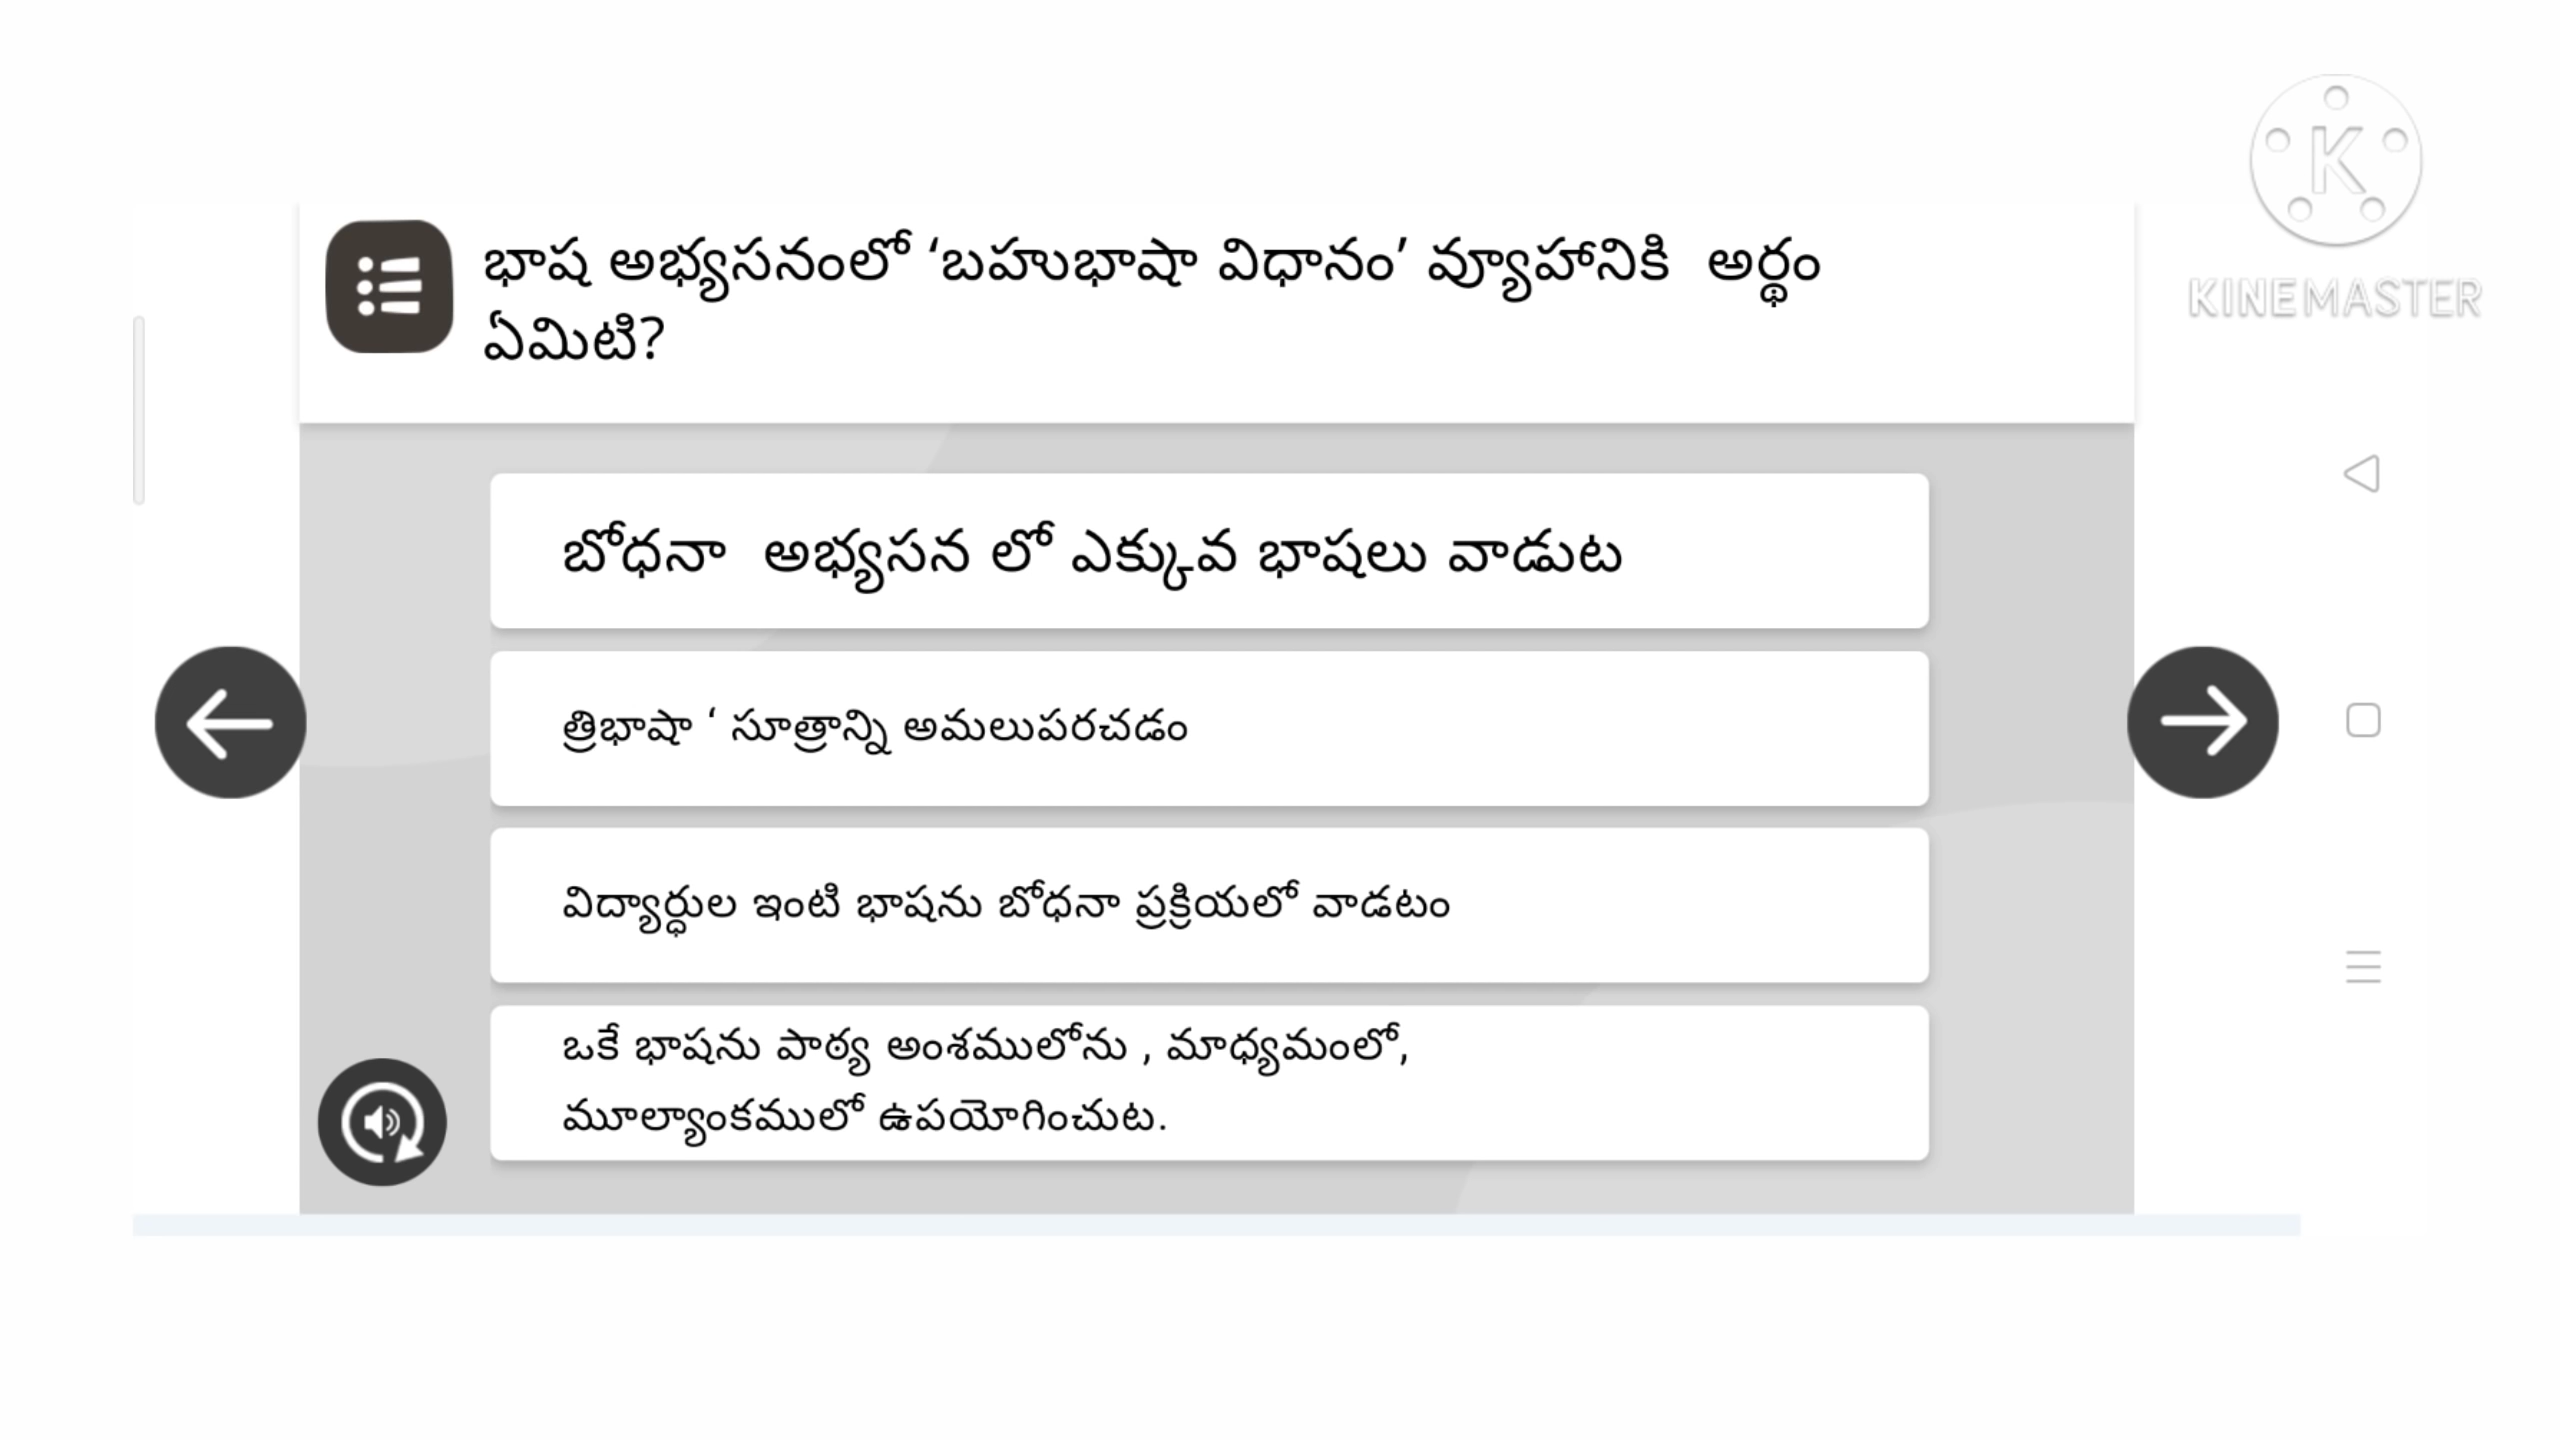 భాష అభ్యసనంలో ‘బహుభాషా విధానం’ వ్యూహానికి  అర్థం
ఏమిటి?
KINEMASTER
బోధనా  అభ్యసన లో ఎక్కువ భాషలు వాడుట
త్రిభాషా ‘ సూత్రాన్ని అమలుపరచడం
విద్యార్ధుల ఇంటి భాషను బోధనా ప్రక్రియలో వాడటం
ఒకే భాషను పాఠ్య అంశములోను , మాధ్యమంలో,
మూల్యాంకములో ఉపయోగించుట.